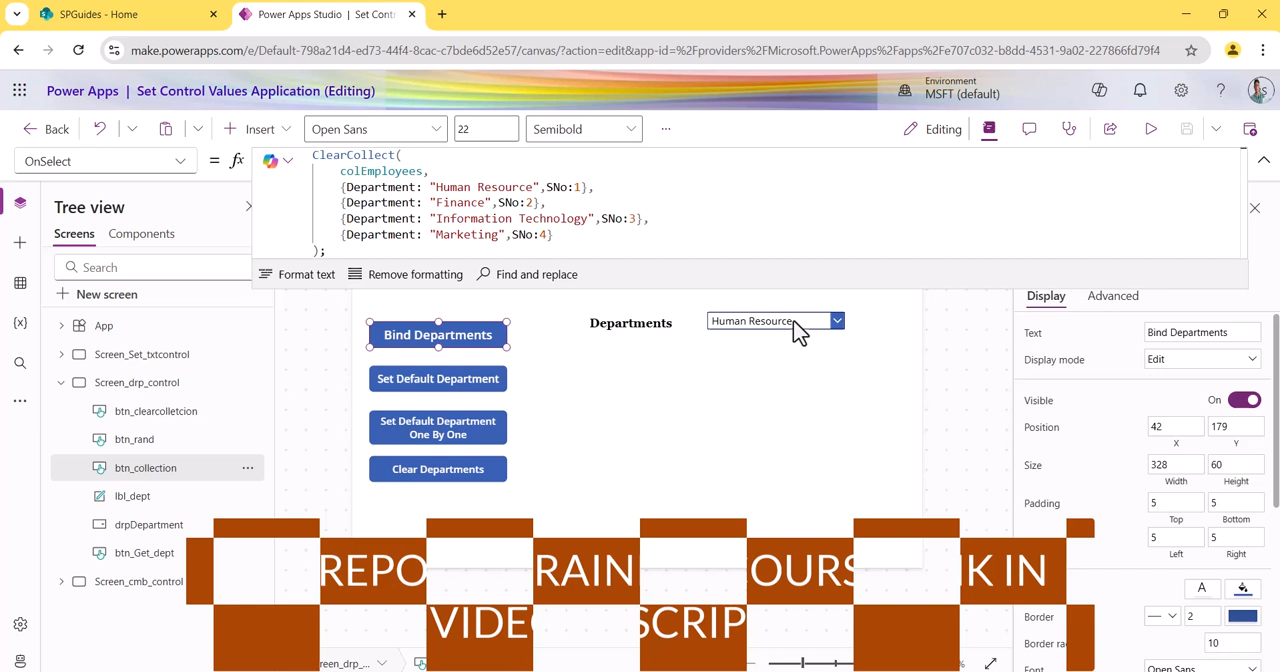 SPGuides - Home
Power Apps Studio | Set Contr
make.powerapps.com/e/Default-798a21d4-ed73-44f4-8cac-c7bde6d52e57/canvas/?action=edit&app-id=%2Fproviders%2FMicrosoft.PowerApps%2Fapps%2Fe707c032-b8dd-4531-9a02-227866fd79f4
Power Apps | Set Control Values Application (Editing)
Environment
MSFT (default)
Back
Insert
Open Sans
22
Semibold
Editing
OnSelect
= fx
ClearCollect(
colEmployees,
{Department: "Human Resource",SNo:1},
{Department: "Finance",SNo:2},
{Department: "Information Technology",SNo:3},
{Department: "Marketing",SNo:4}
);
Format text
Remove formatting
Find and replace
Tree view
Screens
Components
Search
New screen
App
Screen_Set_txtcontrol
Screen_drp_control
btn_clearcolletcion
btn_rand
btn_collection
lbl_dept
drpDepartment
btn_Get_dept
Screen_cmb_control
Bind Departments
Set Default Department
Set Default Department
One By One
Clear Departments
Departments
Human Resource
Display
Advanced
Text
Bind Departments
Display mode
Edit
Visible
On
Position
42
179
X
Y
Size
328
60
Width
Height
Padding
5
5
Top
Bottom
5
5
Left
Right
A
Border
2
Border ra
10
Font
Open Sans
REPO RAIN OURS K IN
VIDE SCRIP
reen_drp_...
%